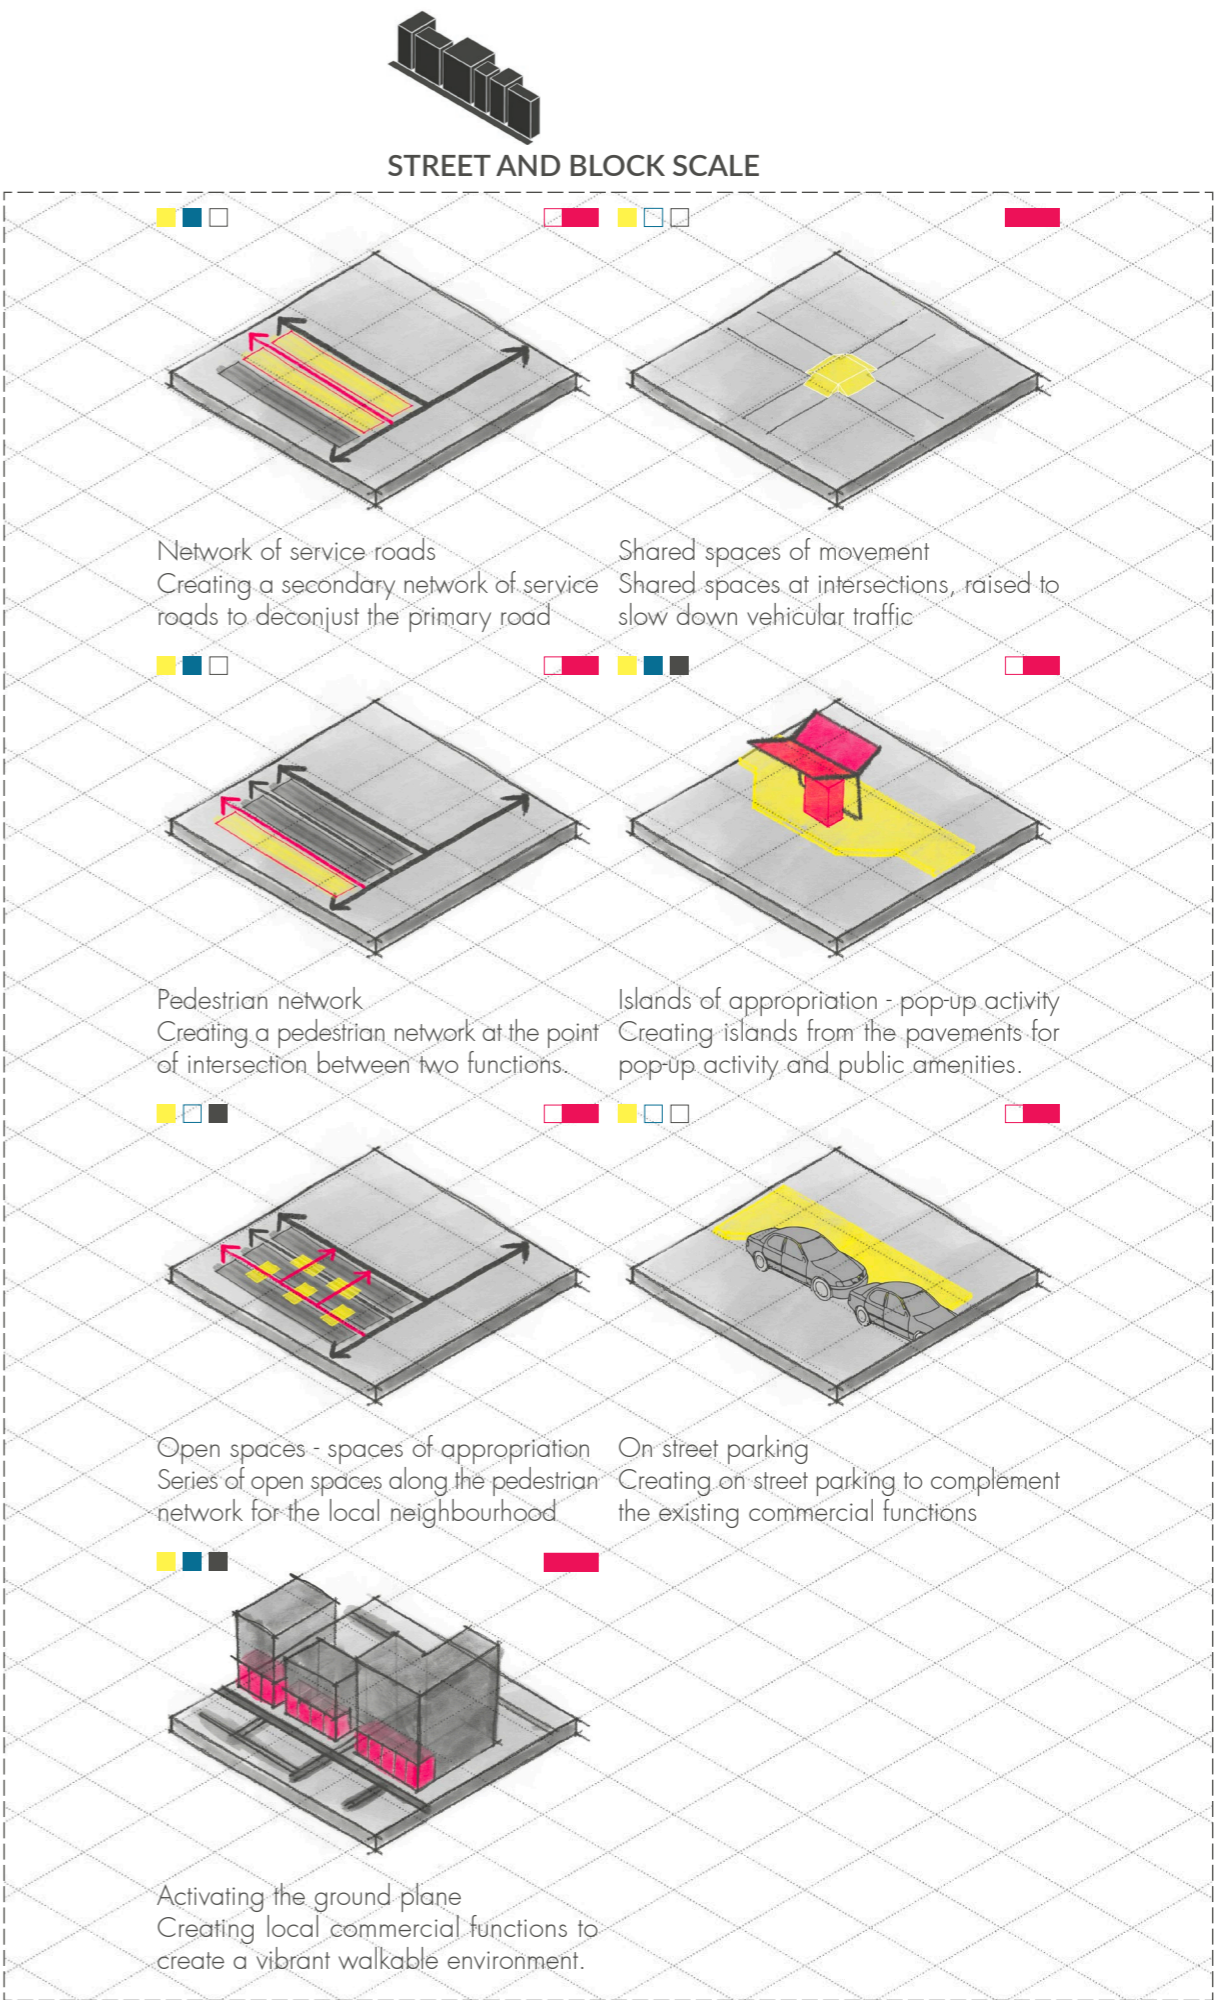 STREET AND BLOCK SCALE
Network of service roads
Creating a secondary network of service
roads to deconjust the primary road
Shared spaces of movement
Shared spaces at intersections, raised to
slow down vehicular traffic
Pedestrian network
Creating a pedestrian network at the point
of intersection between two functions.
Islands of appropriation - pop-up activity
Creating islands from the pavements for
pop-up activity and public amenities.
Open spaces - spaces of appropriation
Series of open spaces along the pedestrian
network for the local neighbourhood
On street parking
Creating on street parking to complement
the existing commercial functions
Activating the ground plane
Creating local commercial functions to
create a vibrant walkable environment.